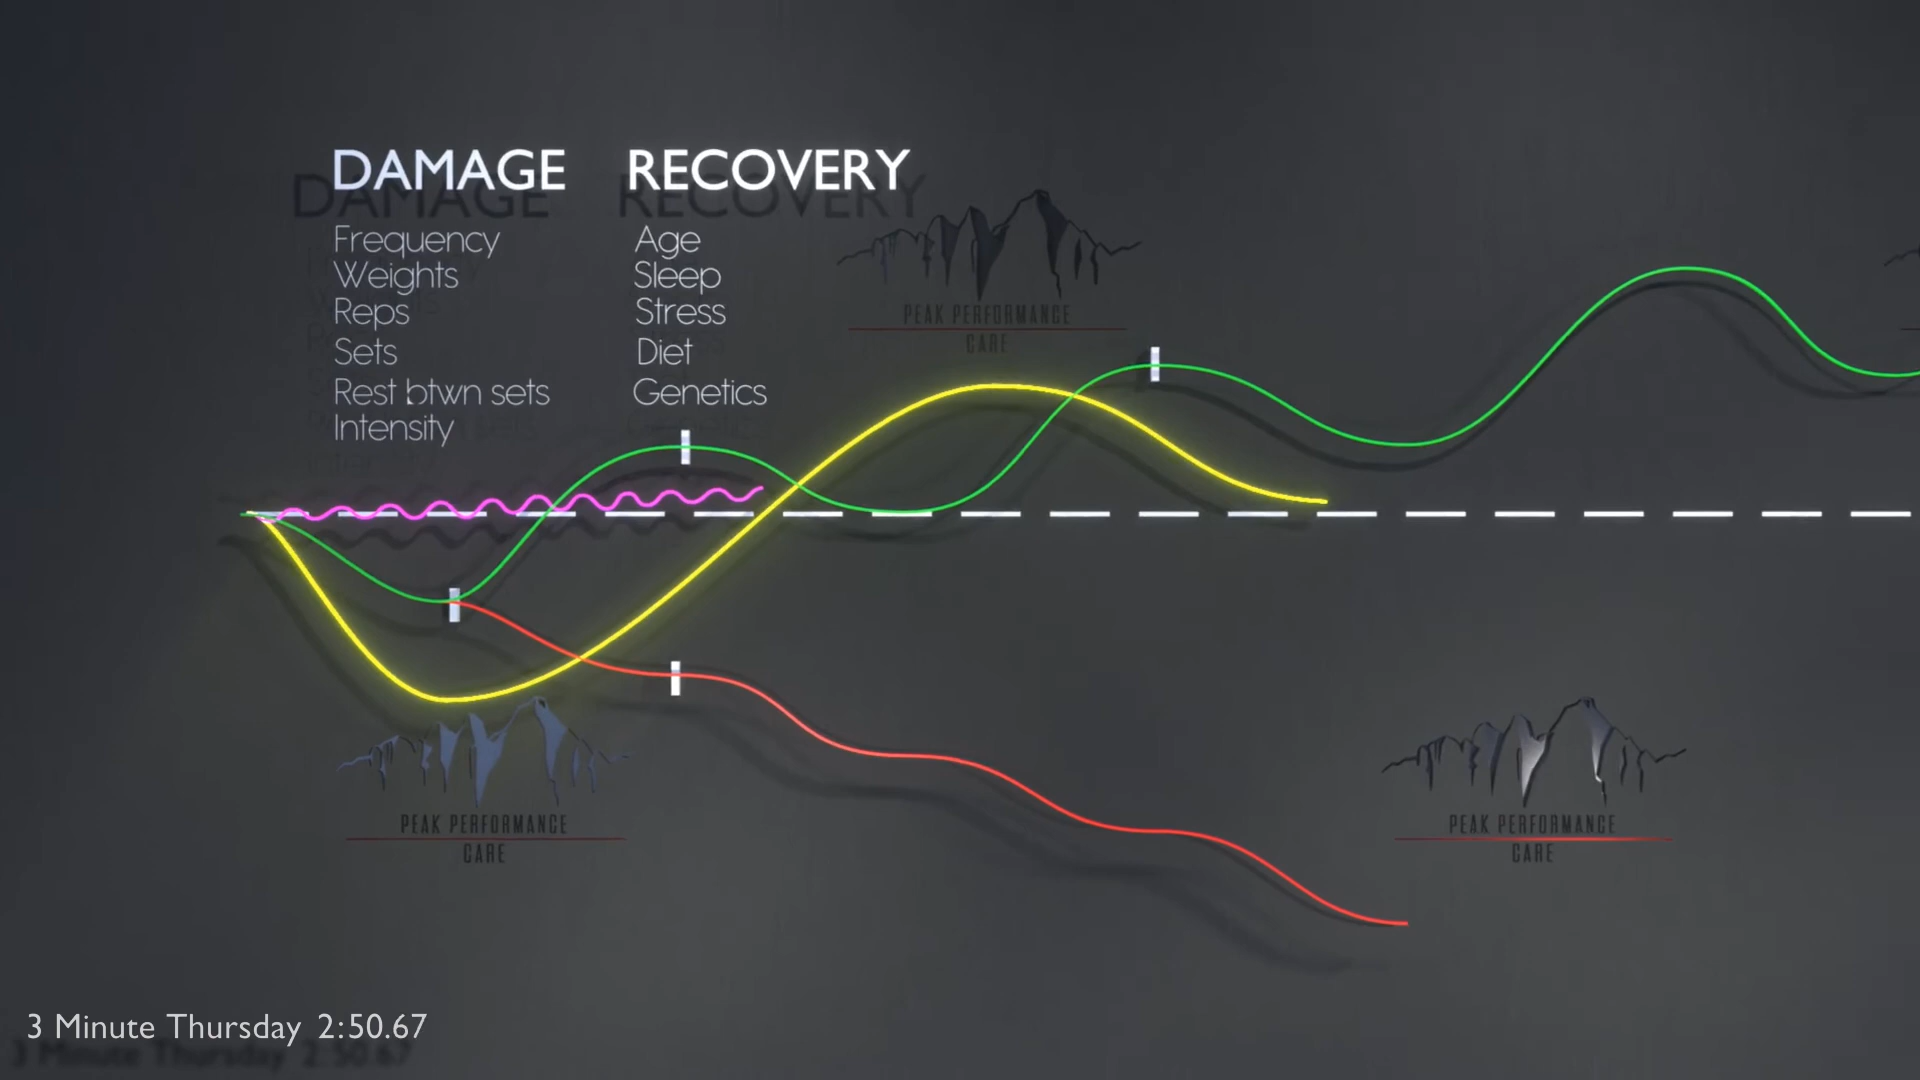 DAMAGE
Frequency
Weights
Reps
Sets
Rest btwn sets
Intensity
RECOVERY
Age
Sleep
Stress
Diet
Genetics
PEAK PERFORMANCE
CARE
PEAK PERFORMANCE
CARE
PEAK PERFORMANCE
CARE
3 Minute Thursday 2:50.67